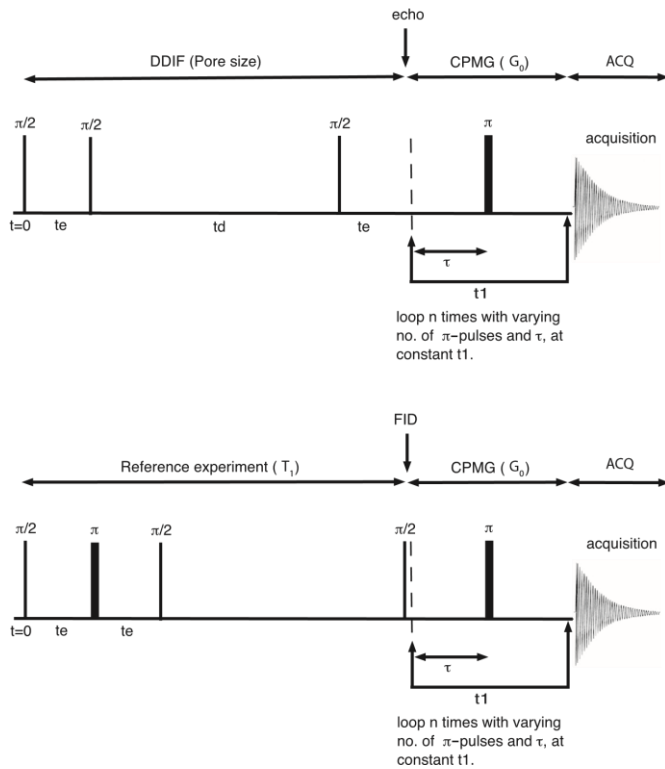 echo
DDIF (Pore size) CPMG ( G₀) ACQ
π/2 π/2 π/2 π acquisition
t=0 te td te
τ
t1
loop n times with varying
no. of π-pulses and τ, at
constant t1.
FID
Reference experiment ( T₁ ) CPMG ( G₀) ACQ
π/2 π π/2 π/2 π acquisition
t=0 te te
τ
t1
loop n times with varying
no. of π-pulses and τ, at
constant t1.